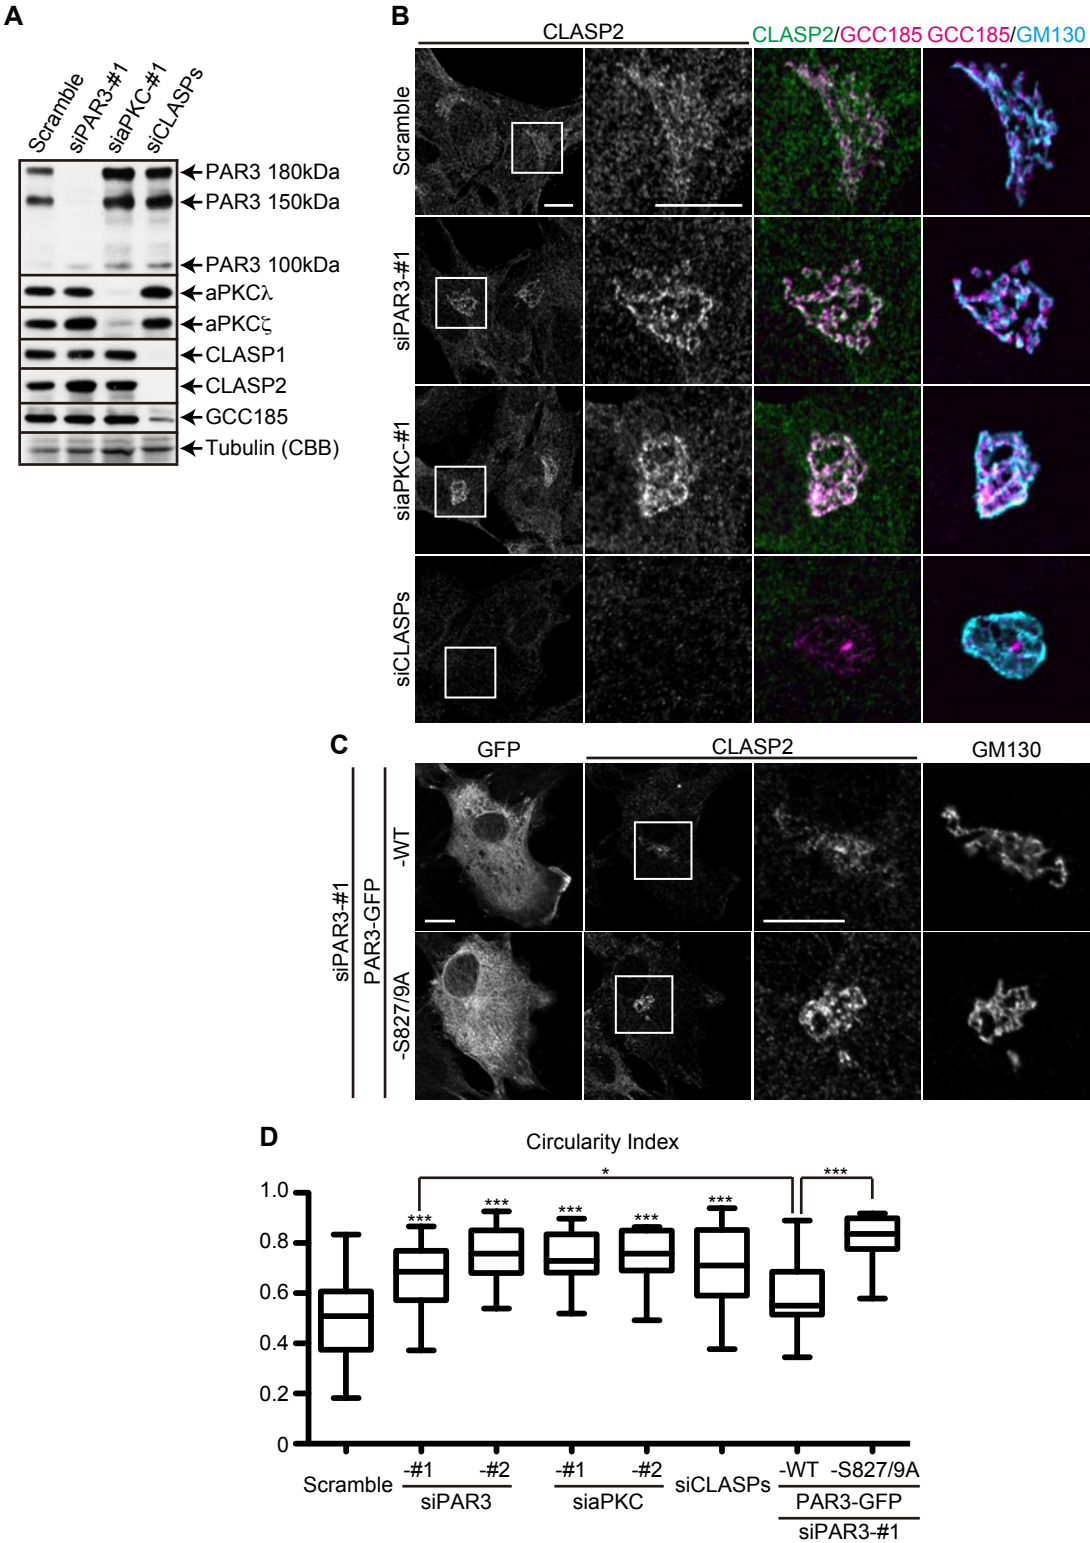 A
Scramble
siPAR3-#1
siaPKC-#1
siCLASPs
PAR3 180kDa
PAR3 150kDa
PAR3 100kDa
aPKCλ
aPKCζ
CLASP1
CLASP2
GCC185
Tubulin (CBB)
B
CLASP2
CLASP2/GCC185
GCC185/GM130
Scramble
siPAR3-#1
siaPKC-#1
siCLASPs
C
GFP
CLASP2
GM130
siPAR3-#1
PAR3-GFP
-WT
-S827/9A
D
Circularity Index
* ***
*** *** *** *** ***
1.0
0.8
0.6
0.4
0.2
0
Scramble
-#1 -#2
siPAR3
-#1 -#2
siaPKC
siCLASPs
-WT -S827/9A
PAR3-GFP
siPAR3-#1